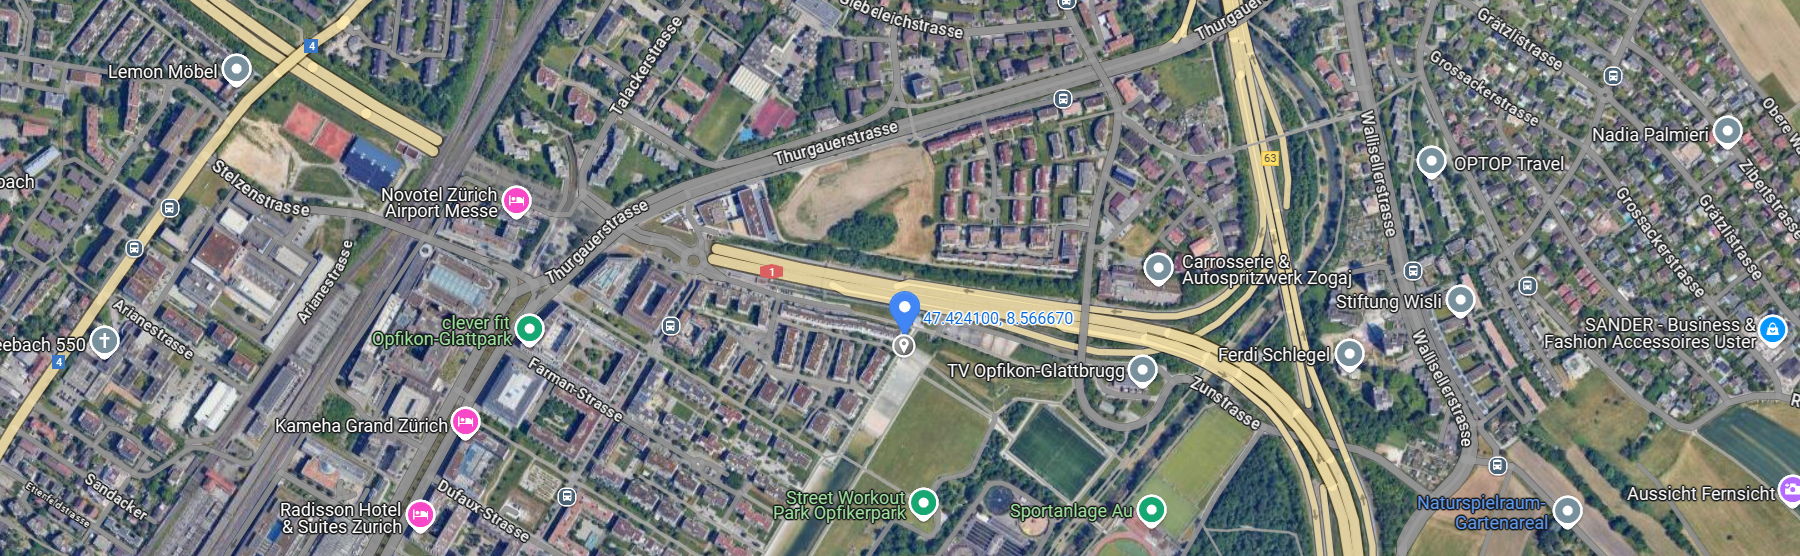 Giebeleichstrasse
Thurgauer
Grätzlistrasse
4
Lemon Möbel
Talackerstrasse
Grossackerstrasse
Obere Wa
Thurgauerstrasse
63
Wallisellerstrasse
OPTOP Travel
Nadia Palmieri
bach
Stelzenstrasse
Novotel Zürich
Airport Messe
Thurgauerstrasse
Zibertstrasse
Grossackerstrasse
Grätzlistrasse
1
Carrosserie &
Autospritzwerk Zogaj
Arianestrasse
Arianestrasse
eebach 550
4
clever fit
Opfikon-Glattpark
47.424100, 8.566670
Stiftung Wisli
SANDER - Business &
Fashion Accessoires Uster
Ferdi Schlegel
Wallisellerstrasse
TV Opfikon-Glattbrugg
Zunstrasse
Farman-Strasse
Kameha Grand Zürich
R
Sandacker
Ettenfeldstrasse
Radisson Hotel
& Suites Zurich
Dufaux-Strasse
Street Workout
Park Opfikerpark
Sportanlage Au
Naturspielraum-
Gartenareal
Aussicht Fernsicht